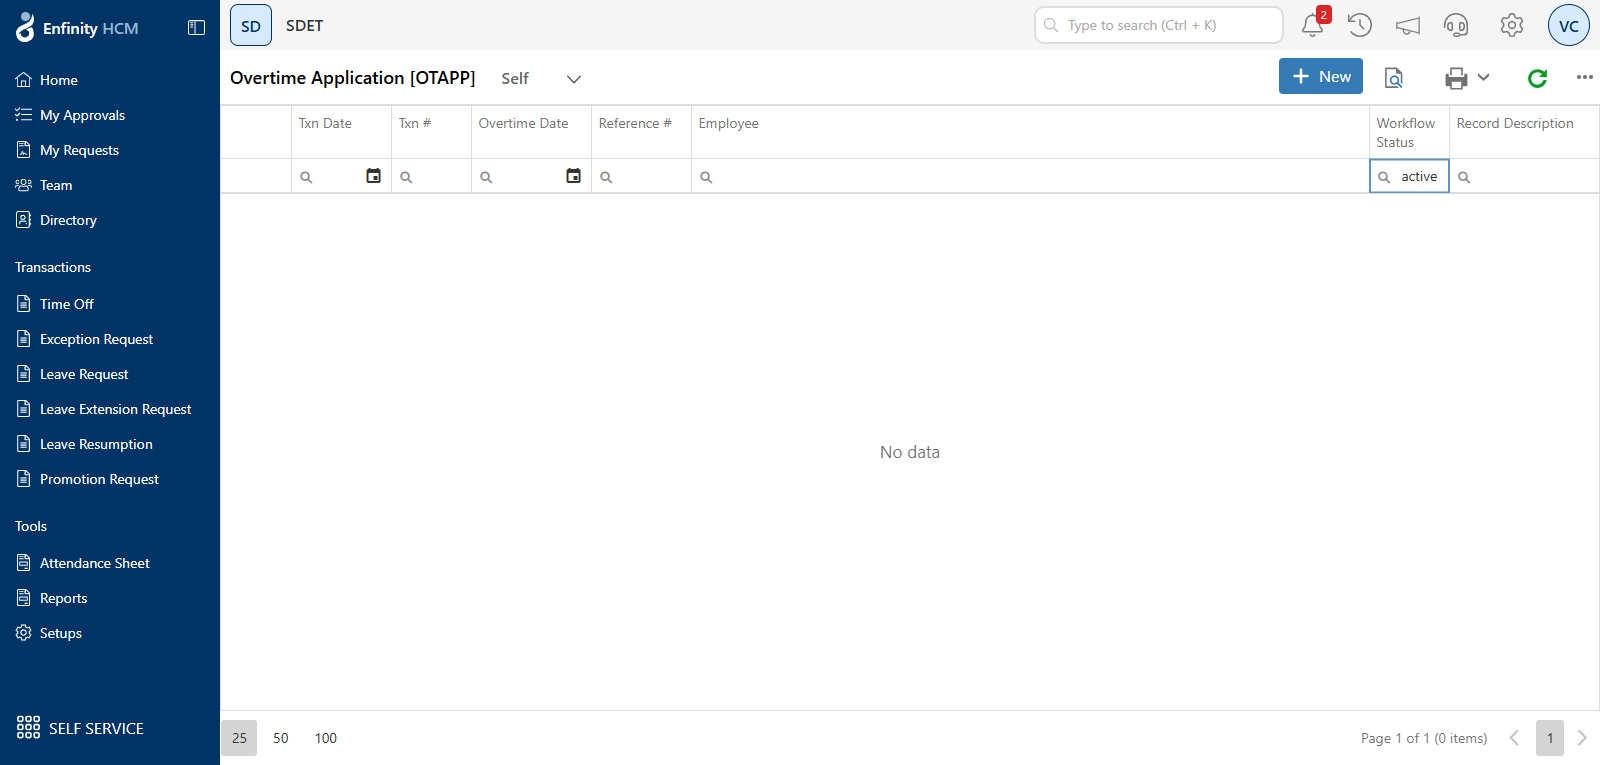 Enfinity HCM
SD
SDET
Type to search (Ctrl + K)
2
VC
Home
My Approvals
My Requests
Team
Directory
Transactions
Time Off
Exception Request
Leave Request
Leave Extension Request
Leave Resumption
Promotion Request
Tools
Attendance Sheet
Reports
Setups
SELF SERVICE
Overtime Application [OTAPP]
Self
New
Txn Date
Txn #
Overtime Date
Reference #
Employee
Workflow
Status
Record Description
active
No data
25
50
100
Page 1 of 1 (0 items)
1